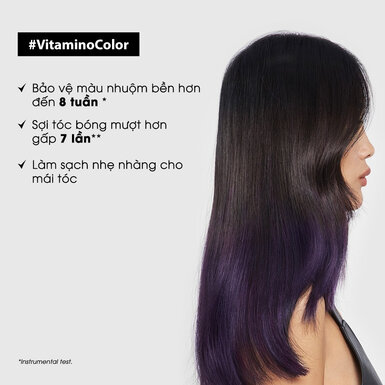 #VitaminoColor
✓ Bảo vệ màu nhuộm bền hơn
đến 8 tuần *
✓ Sợi tóc bóng mượt hơn
gấp 7 lần**
✓ Làm sạch nhẹ nhàng cho
mái tóc
*Instrumental test.